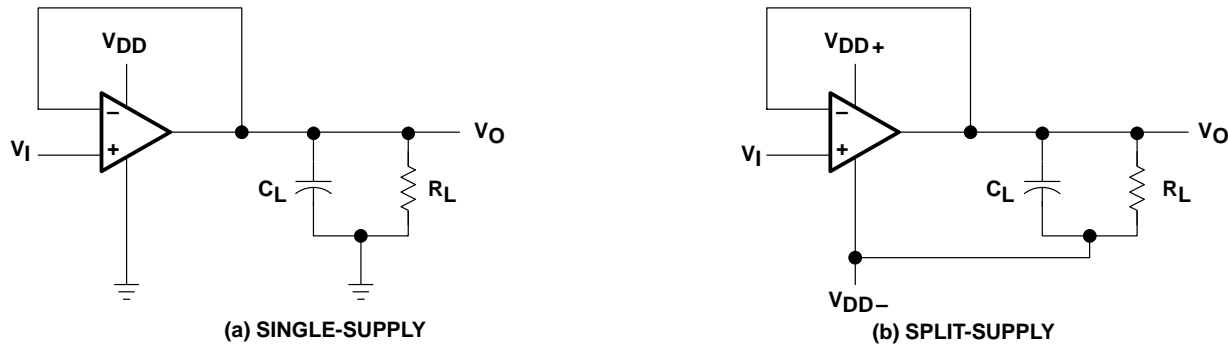 VDD
−
VI
+
VO
CL
RL
(a) SINGLE-SUPPLY
VDD+
−
VI
+
VO
CL
RL
VDD−
(b) SPLIT-SUPPLY